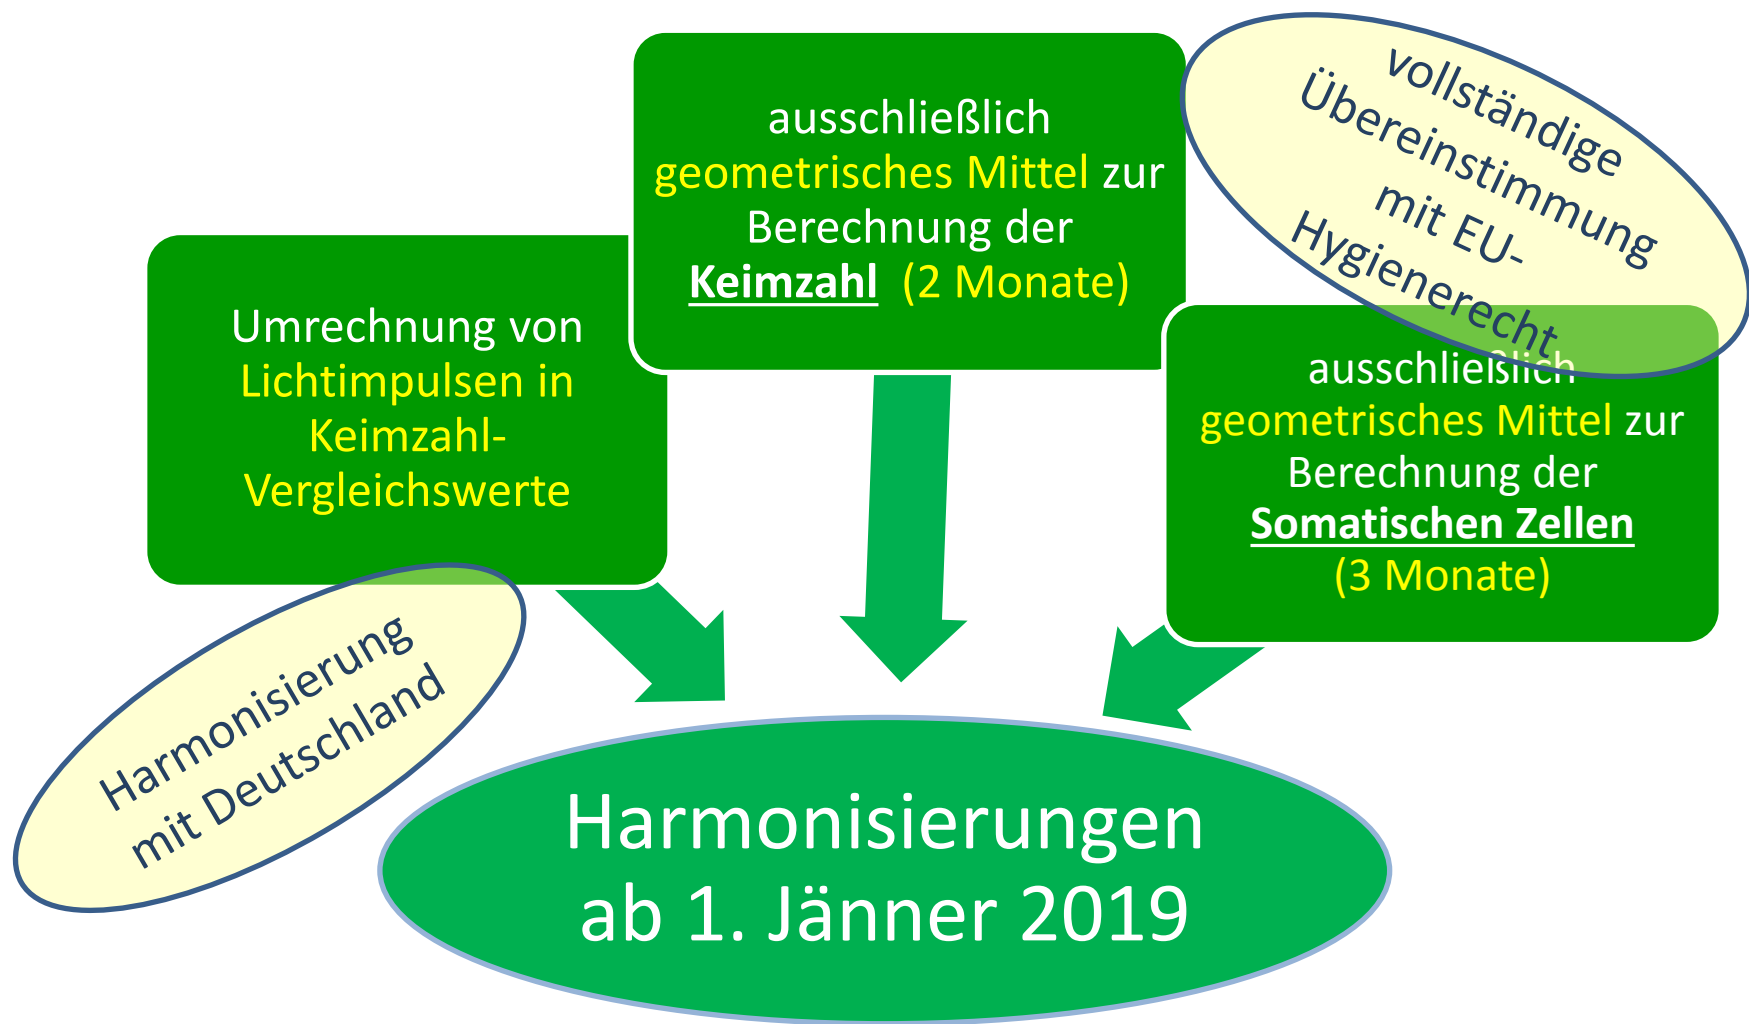 Umrechnung von
Lichtimpulsen in
Keimzahl-
Vergleichswerte
Harmonisierung
mit Deutschland
ausschließlich
geometrisches Mittel zur
Berechnung der
Keimzahl (2 Monate)
vollständige
Übereinstimmung
mit EU-
Hygienerecht
ausschließlich
geometrisches Mittel zur
Berechnung der
Somatischen Zellen
(3 Monate)
Harmonisierungen
ab 1. Jänner 2019